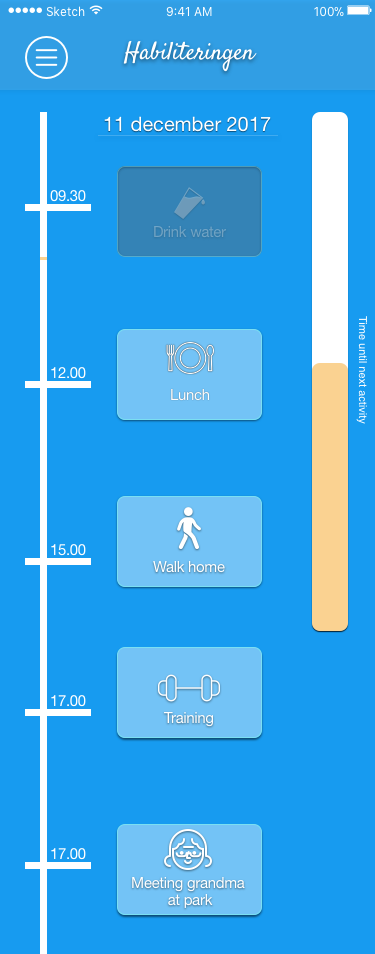 Sketch 9:41 AM 100%
Habiliteringen
11 december 2017
09.30
Drink water
12.00
Lunch
Time until next activity
15.00
Walk home
17.00
Training
17.00
Meeting grandma
at park